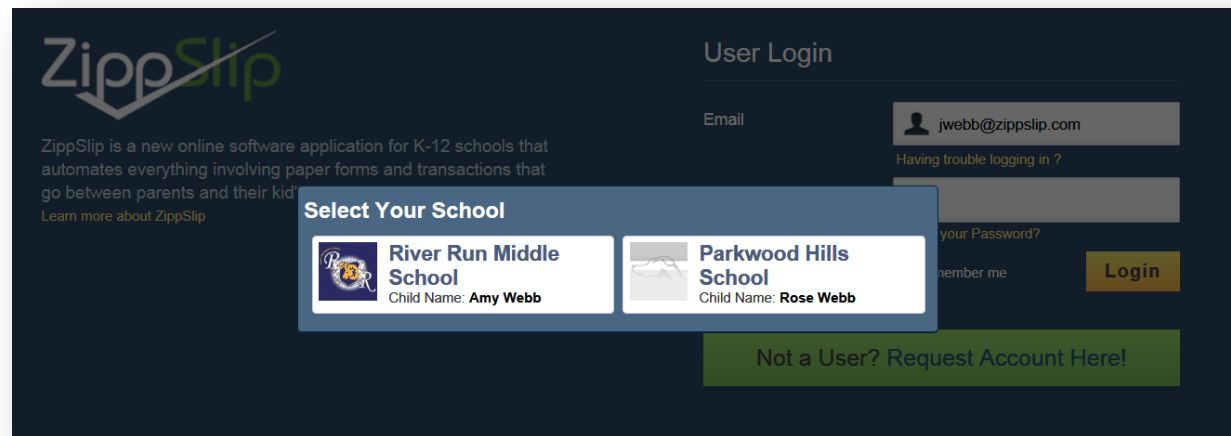 ZippSlip
ZippSlip is a new online software application for K-12 schools that
automates everything involving paper forms and transactions that
go between parents and their kid'
Learn more about ZippSlip
User Login
Email
jwebb@zippslip.com
Having trouble logging in ?
your Password?
me
Login
Not a User? Request Account Here!
Select Your School
River Run Middle
School
Child Name: Amy Webb
Parkwood Hills
School
Child Name: Rose Webb